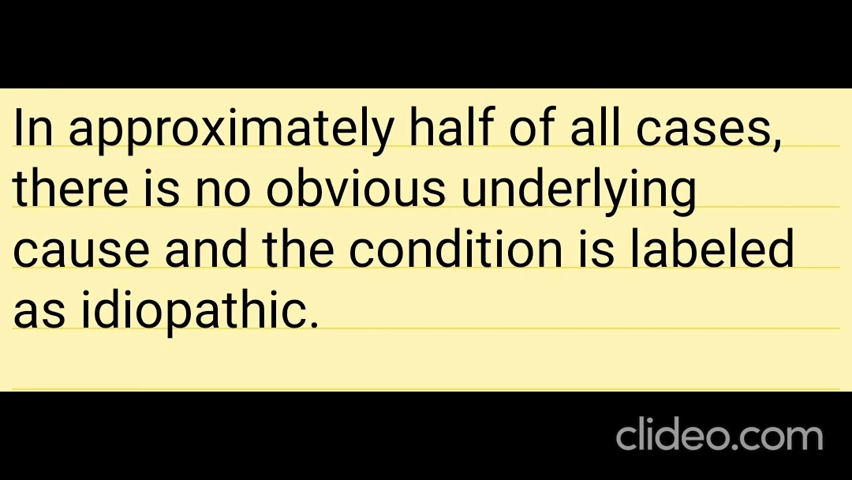 In approximately half of all cases,
there is no obvious underlying
cause and the condition is labeled
as idiopathic.
clideo.com